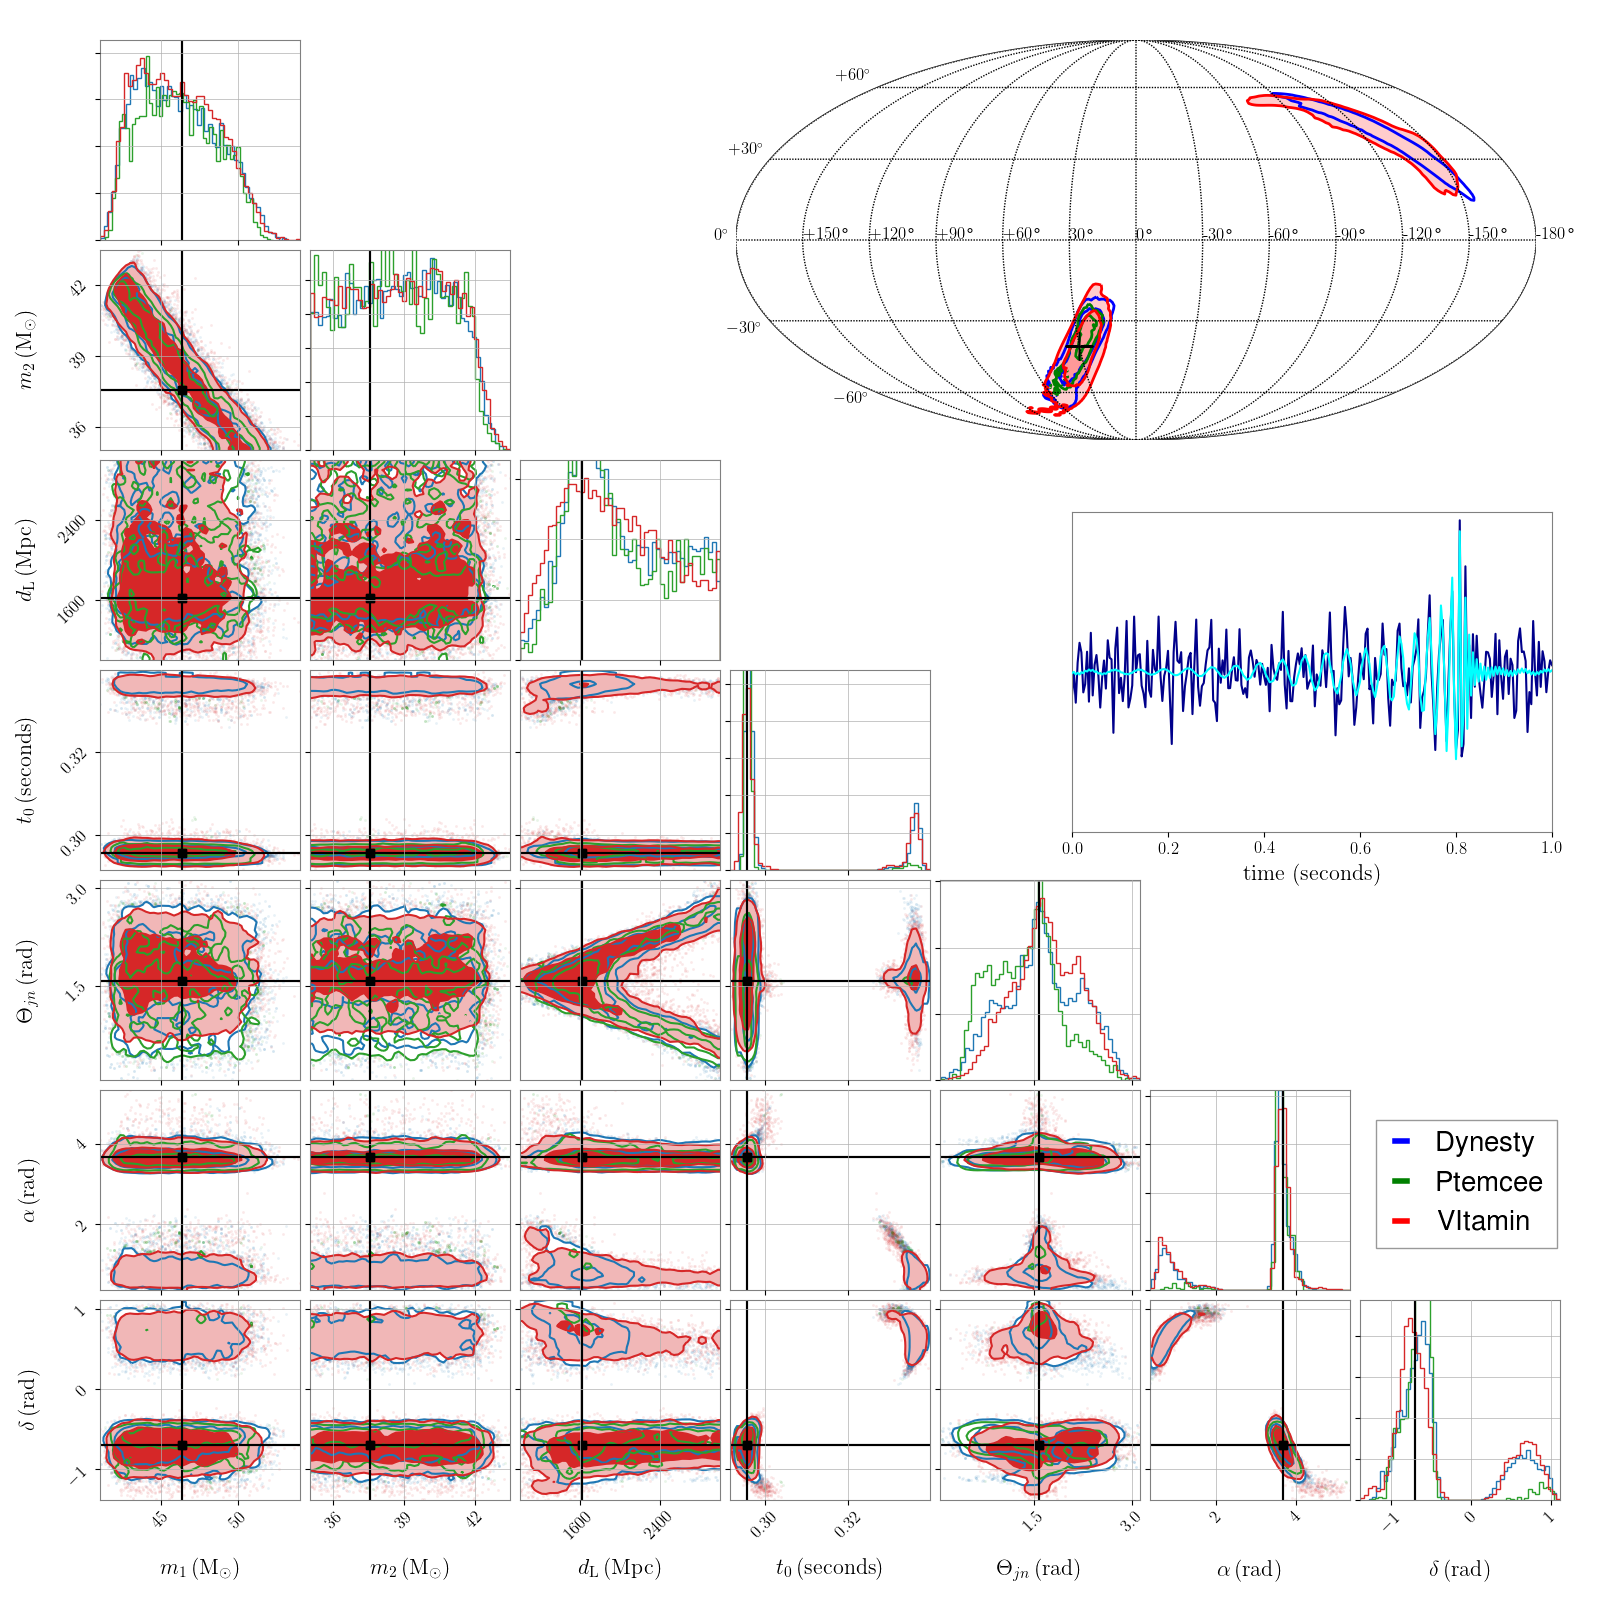 +60°
+30°
0° +150° +120° +90° +60° 30° 0° -30° -60° -90° -120° -150° -180°
−30°
−60°
m₂ (M⊙)
42
39
36
d_L (Mpc)
2400
1600
0.0 0.2 0.4 0.6 0.8 1.0
time (seconds)
t₀ (seconds)
0.32
0.30
Θ_jn (rad)
3.0
1.5
α (rad)
4
2
Dynesty
Ptemcee
VItamin
δ (rad)
1
0
−1
45 50 36 39 42 1600 2400 0.30 0.32 1.5 3.0 2 4 −1 0 1
m₁ (M⊙) m₂ (M⊙) d_L (Mpc) t₀ (seconds) Θ_jn (rad) α (rad) δ (rad)